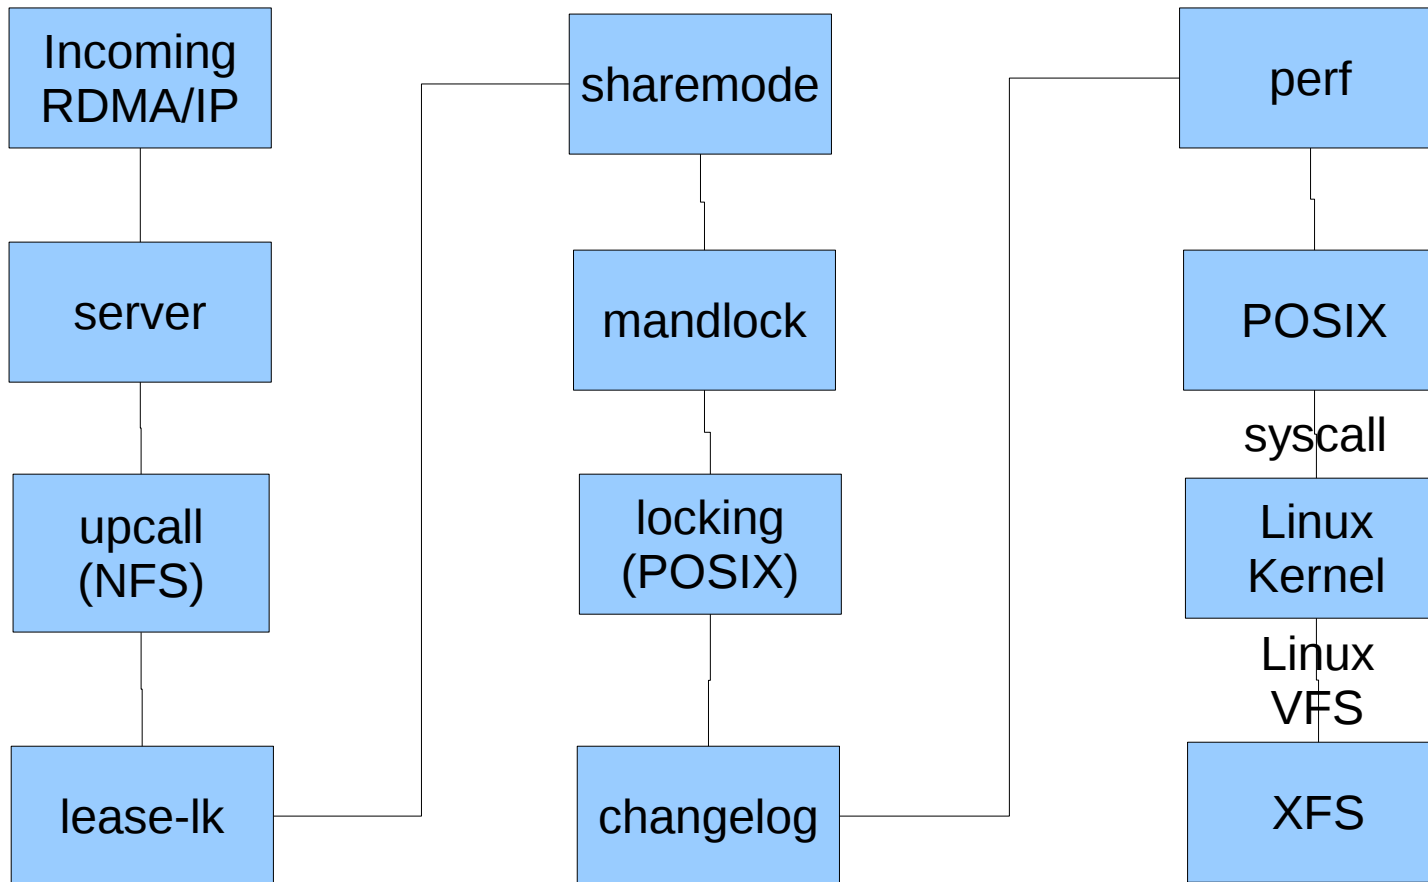 Incoming
RDMA/IP
server
upcall
(NFS)
lease-lk
sharemode
mandlock
locking
(POSIX)
changelog
perf
POSIX
syscall
Linux
Kernel
Linux
VFS
XFS